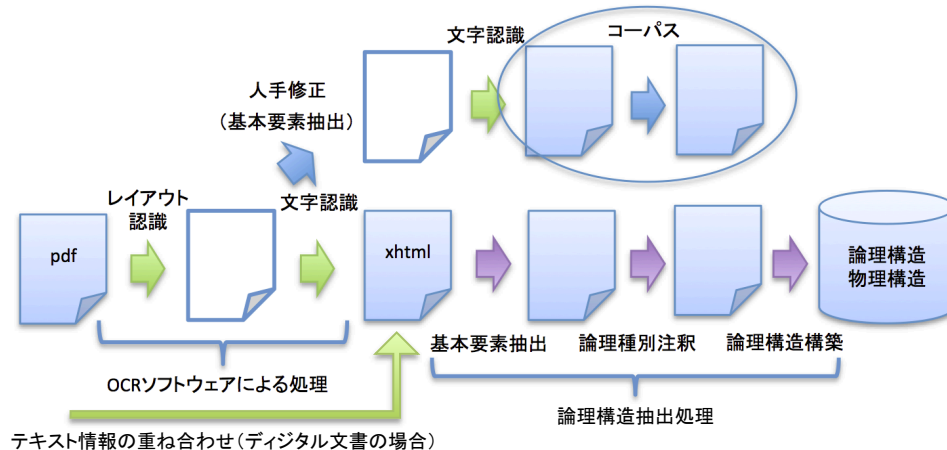 文字認識
コーパス
人手修正
(基本要素抽出)
レイアウト
認識
文字認識
pdf
xhtml
論理構造
物理構造
基本要素抽出
論理種別注釈
論理構造構築
OCRソフトウェアによる処理
論理構造抽出処理
テキスト情報の重ね合わせ(ディジタル文書の場合)